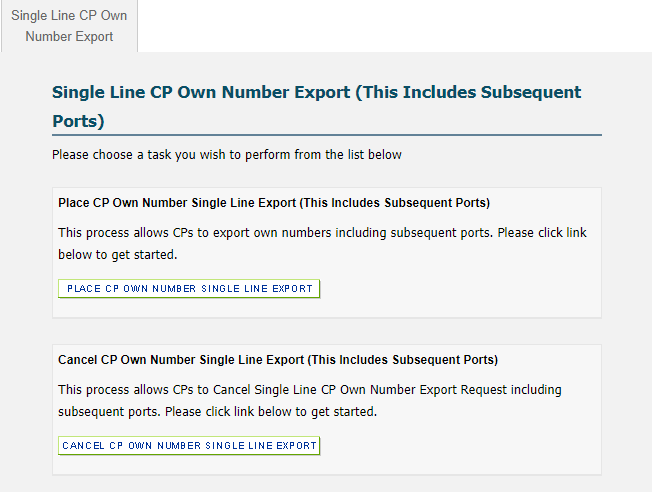 Single Line CP Own
Number Export
Single Line CP Own Number Export (This Includes Subsequent
Ports)
Please choose a task you wish to perform from the list below
Place CP Own Number Single Line Export (This Includes Subsequent Ports)
This process allows CPs to export own numbers including subsequent ports. Please click link
below to get started.
PLACE CP OWN NUMBER SINGLE LINE EXPORT
Cancel CP Own Number Single Line Export (This Includes Subsequent Ports)
This process allows CPs to Cancel Single Line CP Own Number Export Request including
subsequent ports. Please click link below to get started.
CANCEL CP OWN NUMBER SINGLE LINE EXPORT